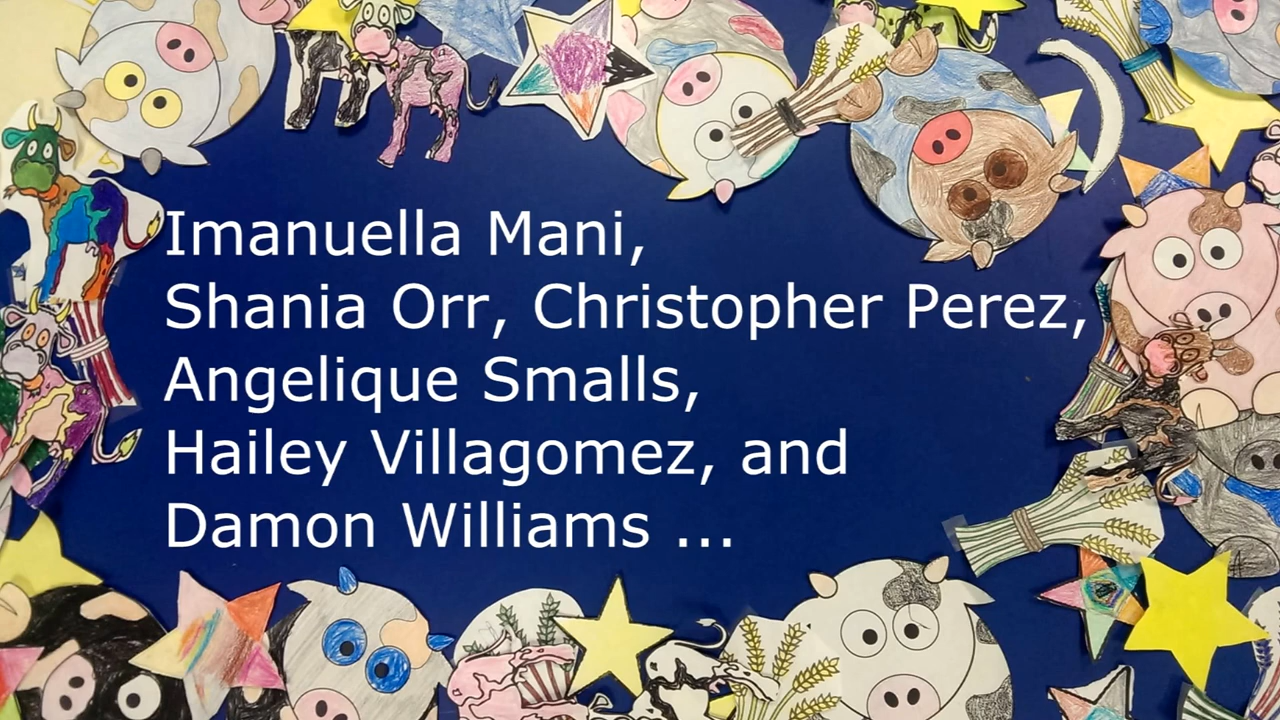 Imanuella Mani,
Shania Orr, Christopher Perez,
Angelique Smalls,
Hailey Villagomez, and
Damon Williams ...